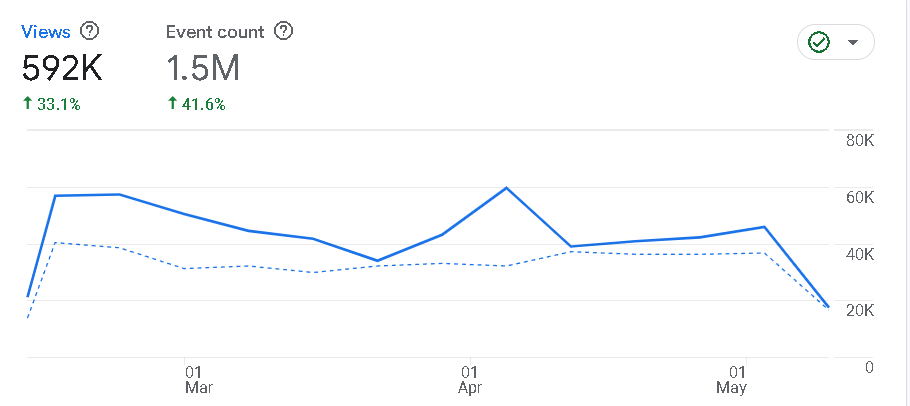 Views Event count
592K 1.5M
33.1% 41.6%
80K
60K
40K
20K
0
01 01 01
Mar Apr May